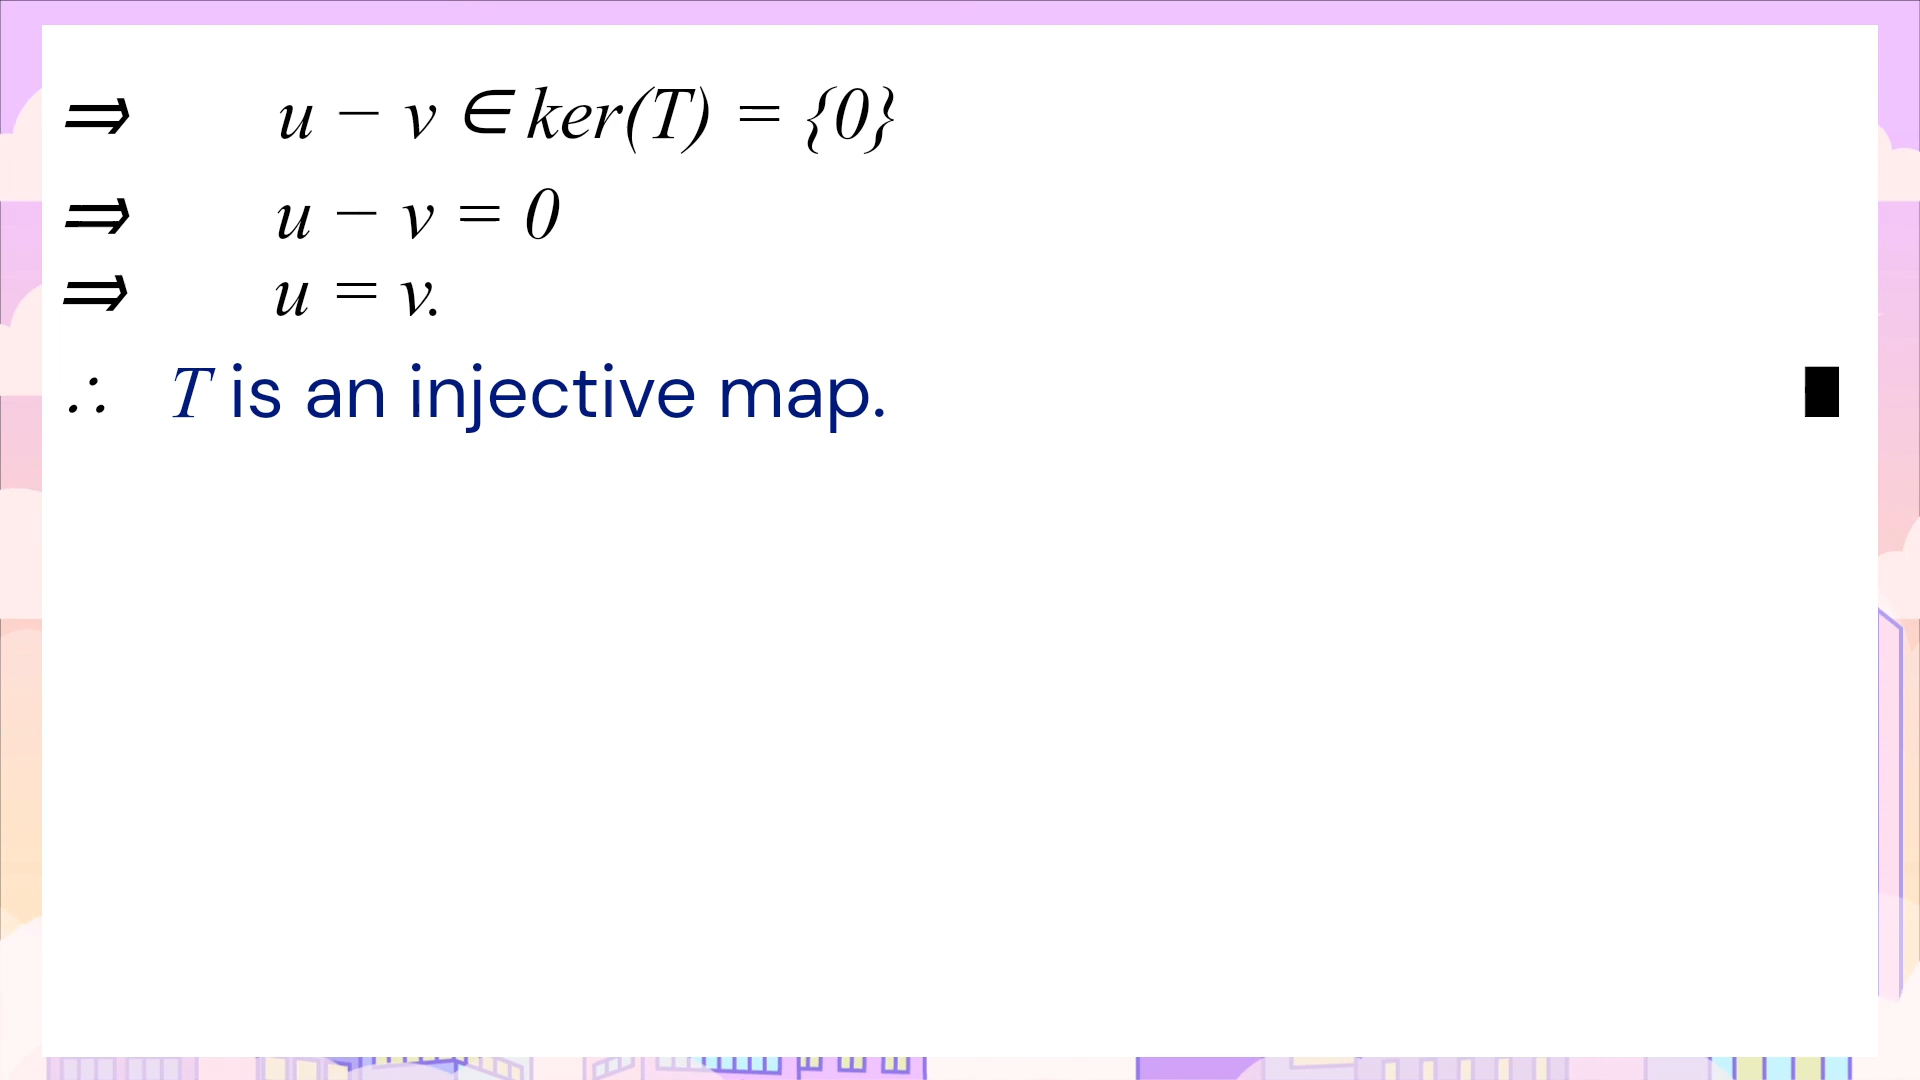 ⇒ u − v ∈ ker(T) = {0}
⇒ u − v = 0
⇒ u = v.
∴ T is an injective map. ∎